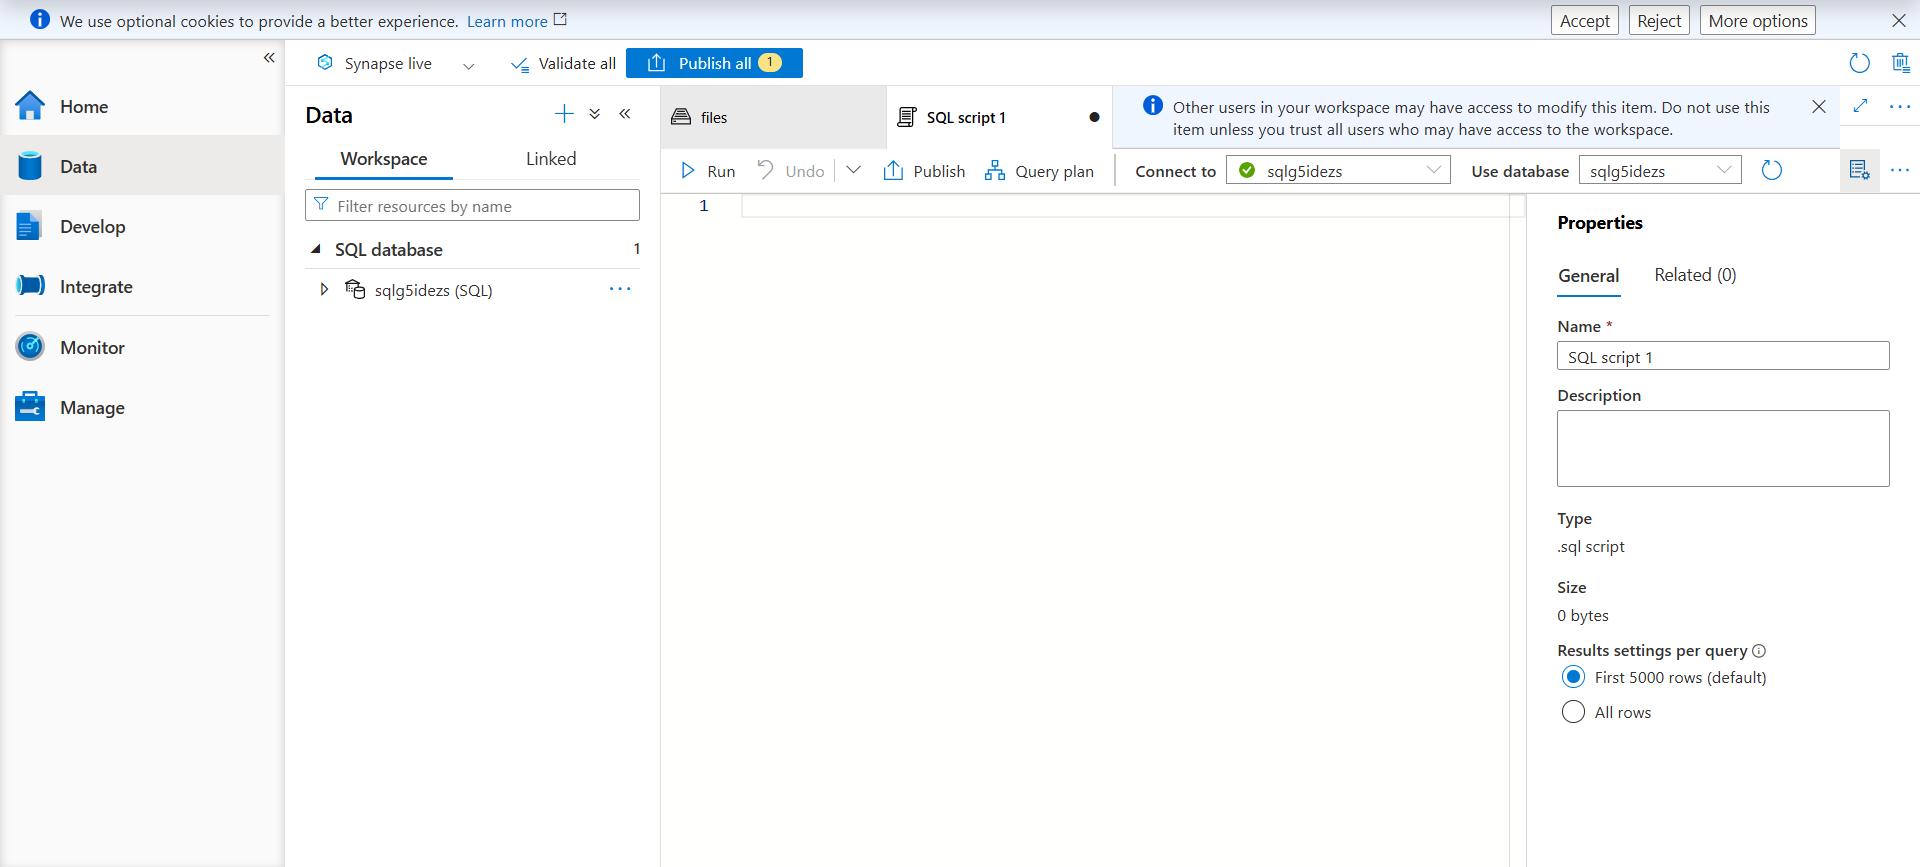 We use optional cookies to provide a better experience. Learn more
Accept
Reject
More options
Synapse live
Validate all
Publish all 1
Home
Data
Develop
Integrate
Monitor
Manage
Data
Workspace
Linked
Filter resources by name
SQL database 1
sqlg5idezs (SQL)
files
SQL script 1
Other users in your workspace may have access to modify this item. Do not use this
item unless you trust all users who may have access to the workspace.
Run
Undo
Publish
Query plan
Connect to
sqlg5idezs
Use database
sqlg5idezs
1
Properties
General
Related (0)
Name *
SQL script 1
Description
Type
.sql script
Size
0 bytes
Results settings per query
First 5000 rows (default)
All rows